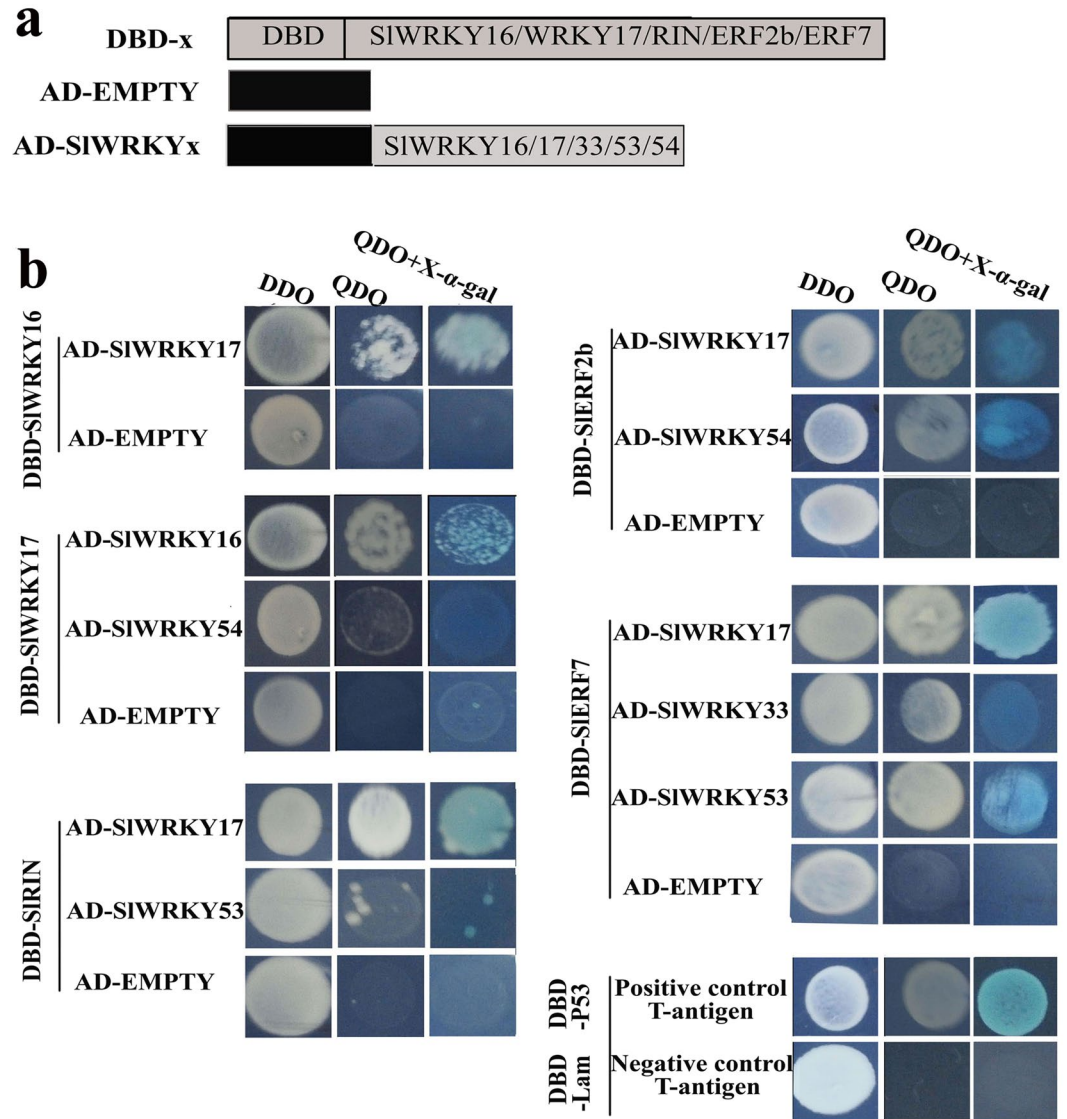 a
DBD-x
DBD
SlWRKY16/WRKY17/RIN/ERF2b/ERF7
AD-EMPTY
AD-SlWRKYx
SlWRKY16/17/33/53/54
b
DDO
QDO
QDO+X-α-gal
DBD-SlWRKY16
AD-SlWRKY17
AD-EMPTY
DBD-SlWRKY17
AD-SlWRKY16
AD-SlWRKY54
AD-EMPTY
DBD-SlRIN
AD-SlWRKY17
AD-SlWRKY53
AD-EMPTY
DDO
QDO
QDO+X-α-gal
DBD-SlERF2b
AD-SlWRKY17
AD-SlWRKY54
AD-EMPTY
DBD-SlERF7
AD-SlWRKY17
AD-SlWRKY33
AD-SlWRKY53
AD-EMPTY
DBD
-P53
Positive control
T-antigen
DBD
-Lam
Negative control
T-antigen